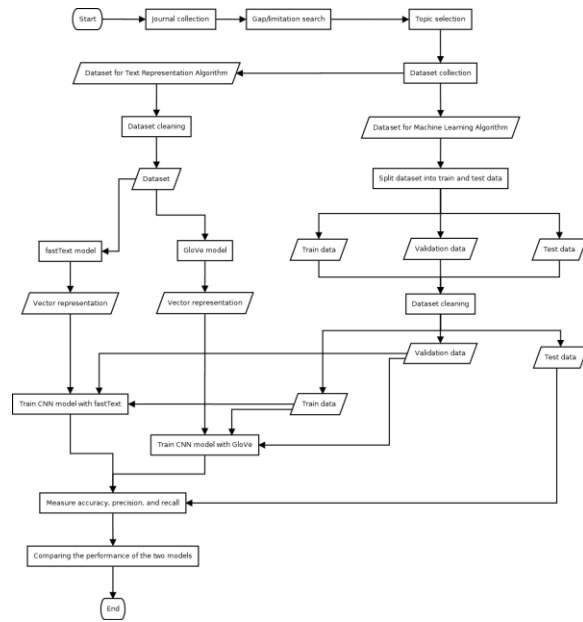 Start
Journal collection
Gap/limitation search
Topic selection
Dataset for Text Representation Algorithm
Dataset collection
Dataset cleaning
Dataset for Machine Learning Algorithm
Dataset
Split dataset into train and test data
fastText model
GloVe model
Train data
Validation data
Test data
Vector representation
Vector representation
Dataset cleaning
Validation data
Test data
Train CNN model with fastText
Train data
Train CNN model with GloVe
Measure accuracy, precision, and recall
Comparing the performance of the two models
End